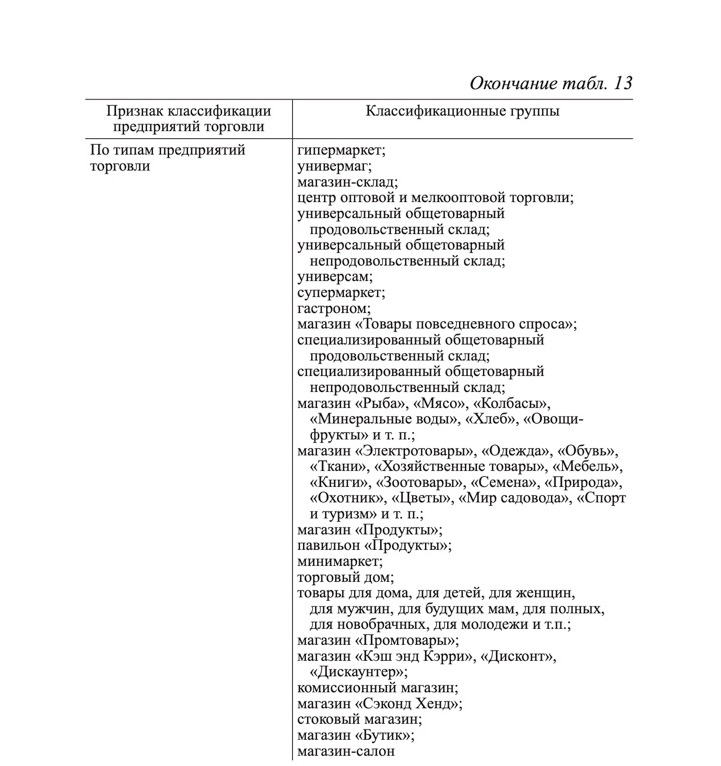 Окончание табл. 13
Признак классификации
предприятий торговли
Классификационные группы
По типам предприятий
торговли
гипермаркет;
универмаг;
магазин-склад;
центр оптовой и мелкооптовой торговли;
универсальный общетоварный
продовольственный склад;
универсальный общетоварный
непродовольственный склад;
универсам;
супермаркет;
гастроном;
магазин «Товары повседневного спроса»;
специализированный общетоварный
продовольственный склад;
специализированный общетоварный
непродовольственный склад;
магазин «Рыба», «Мясо», «Колбасы»,
«Минеральные воды», «Хлеб», «Овощи-
фрукты» и т. п.;
магазин «Электротовары», «Одежда», «Обувь»,
«Ткани», «Хозяйственные товары», «Мебель»,
«Книги», «Зоотовары», «Семена», «Природа»,
«Охотник», «Цветы», «Мир садовода», «Спорт
и туризм» и т. п.;
магазин «Продукты»;
павильон «Продукты»;
минимаркет;
торговый дом;
товары для дома, для детей, для женщин,
для мужчин, для будущих мам, для полных,
для новобрачных, для молодежи и т.п.;
магазин «Промтовары»;
магазин «Кэш энд Кэрри», «Дисконт»,
«Дискаунтер»;
комиссионный магазин;
магазин «Сэконд Хенд»;
стоковый магазин;
магазин «Бутик»;
магазин-салон